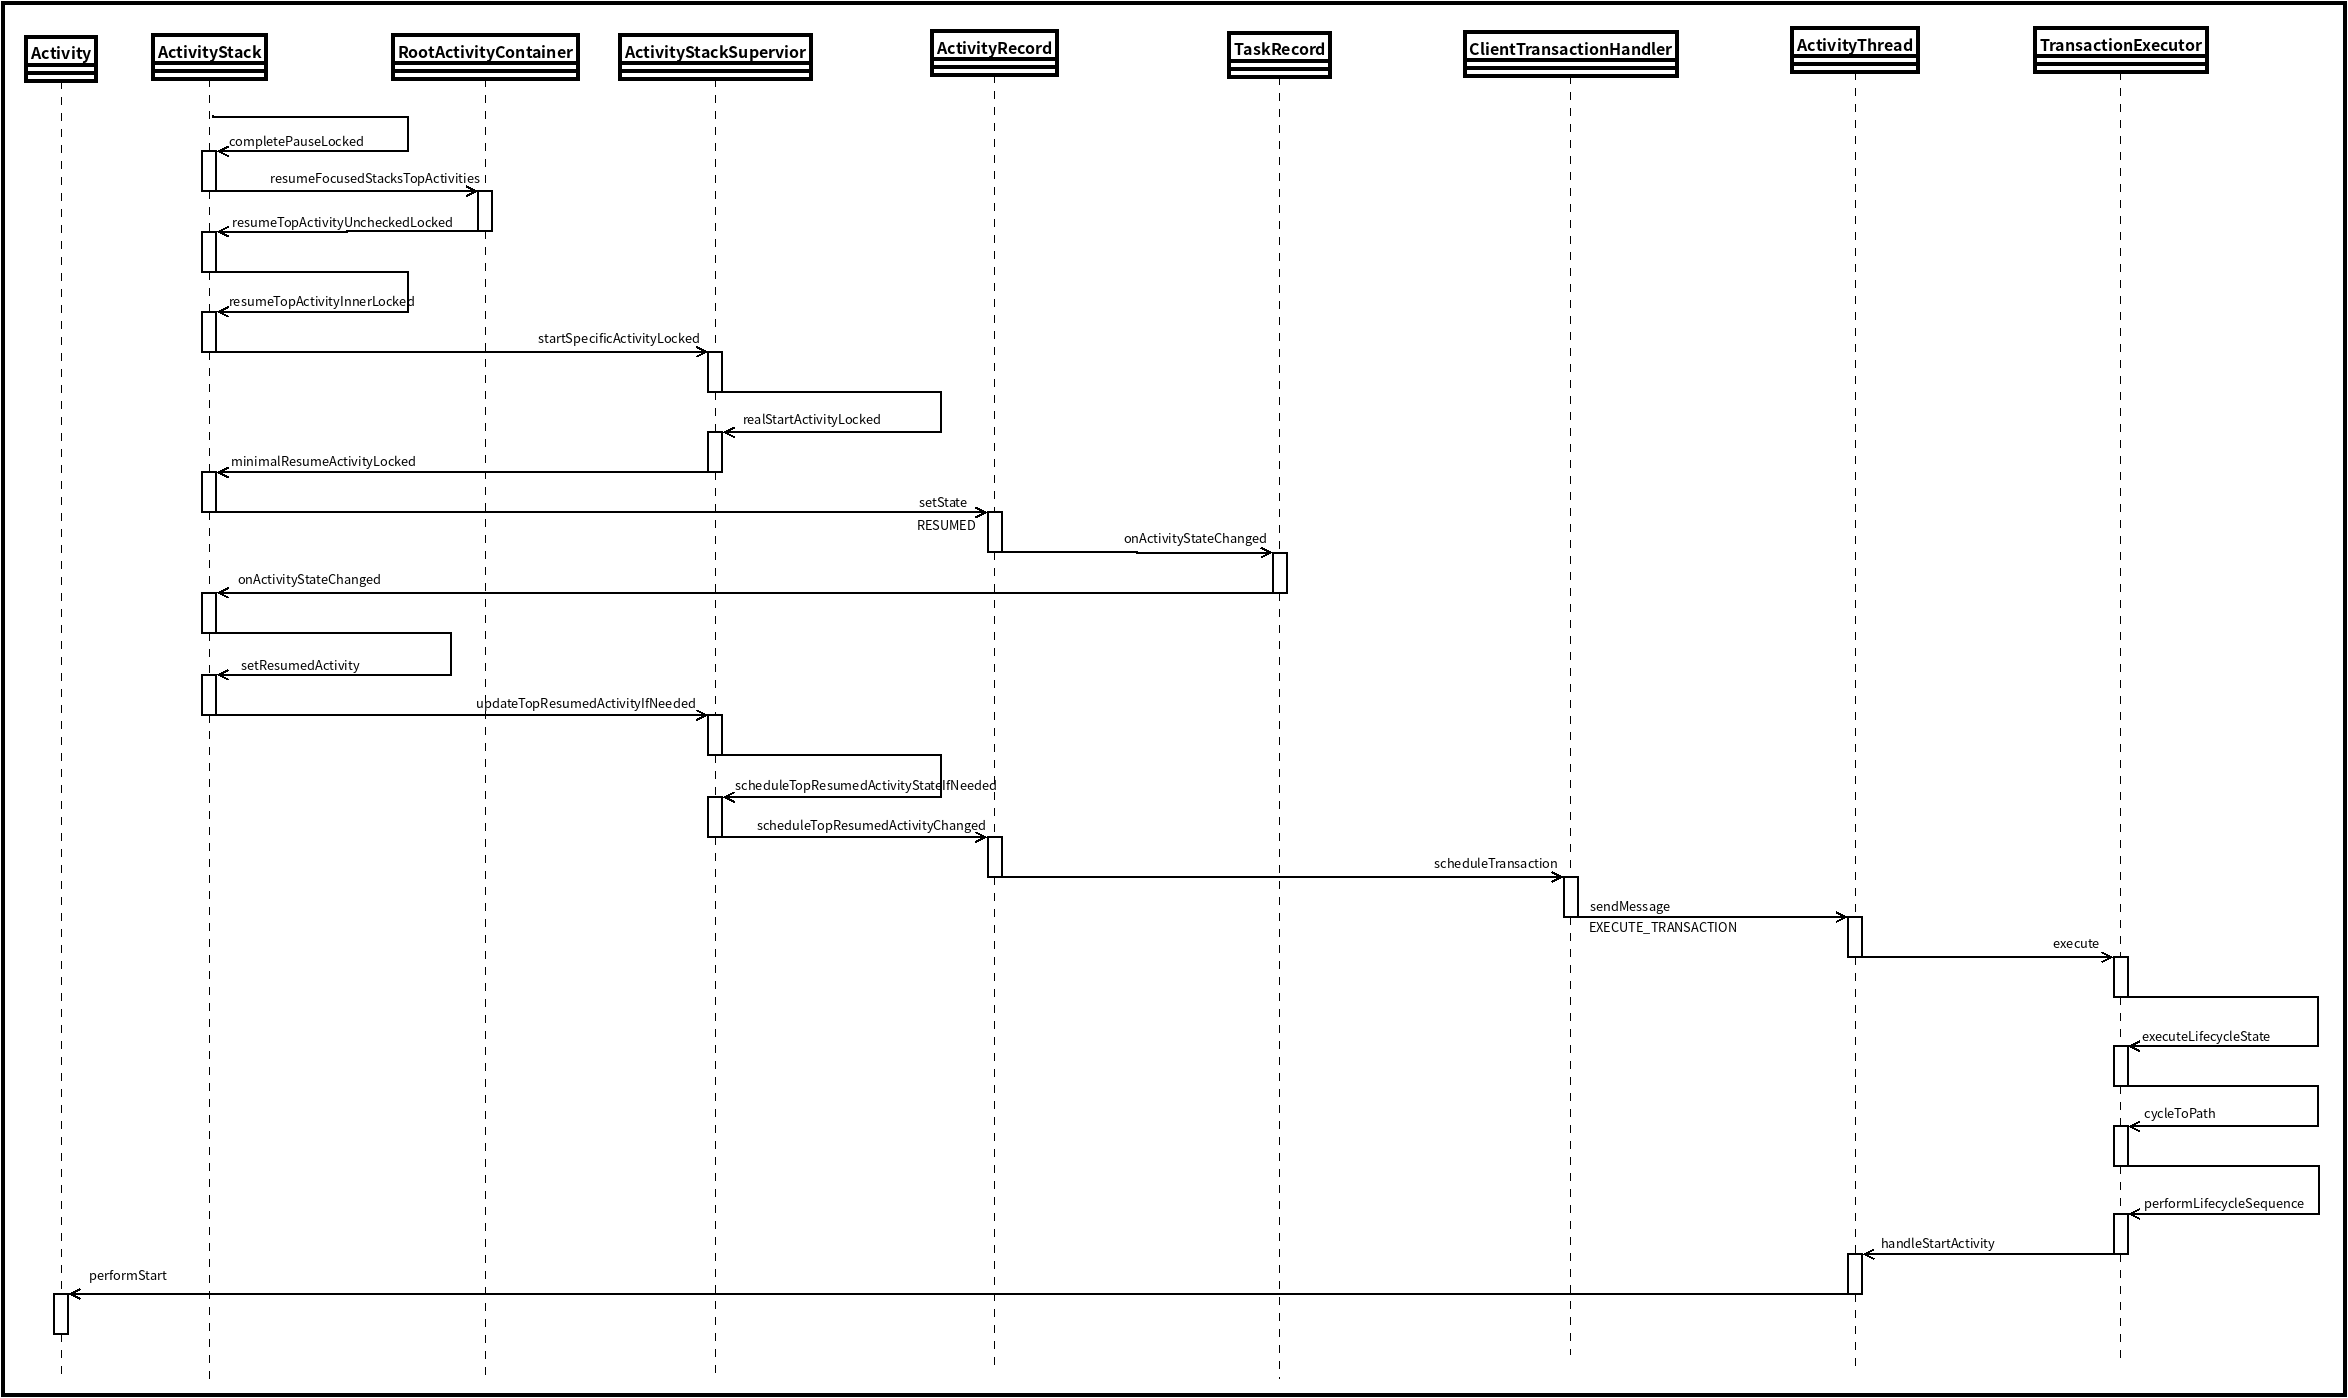 Activity
ActivityStack
RootActivityContainer
ActivityStackSupervior
ActivityRecord
TaskRecord
ClientTransactionHandler
ActivityThread
TransactionExecutor
completePauseLocked
resumeFocusedStacksTopActivities
resumeTopActivityUncheckedLocked
resumeTopActivityInnerLocked
startSpecificActivityLocked
realStartActivityLocked
minimalResumeActivityLocked
setState
RESUMED
onActivityStateChanged
onActivityStateChanged
setResumedActivity
updateTopResumedActivityIfNeeded
scheduleTopResumedActivityStateIfNeeded
scheduleTopResumedActivityChanged
scheduleTransaction
sendMessage
EXECUTE_TRANSACTION
execute
executeLifecycleState
cycleToPath
performLifecycleSequence
handleStartActivity
performStart